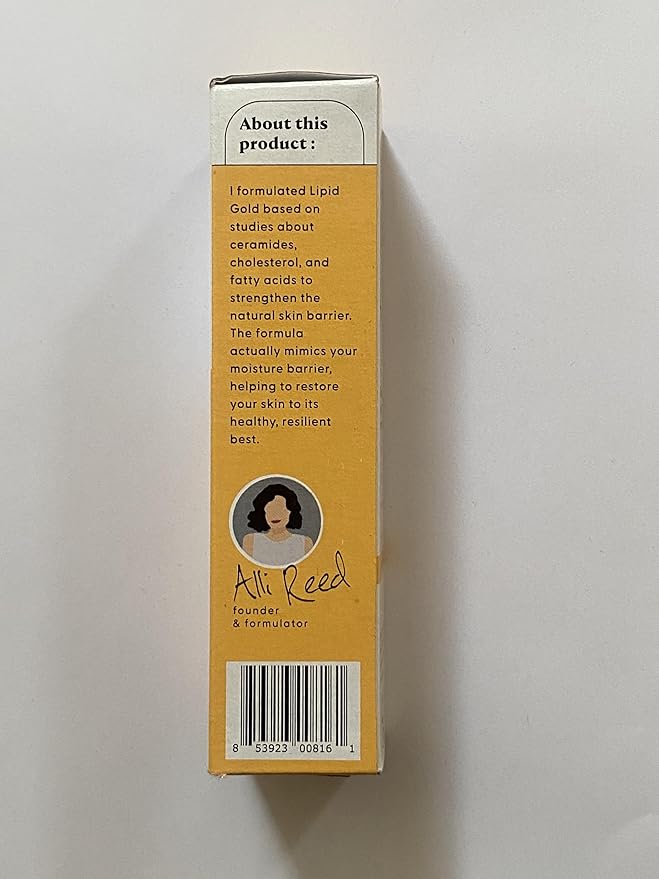 About this
product :
I formulated Lipid
Gold based on
studies about
ceramides,
cholesterol, and
fatty acids to
strengthen the
natural skin barrier.
The formula
actually mimics your
moisture barrier,
helping to restore
your skin to its
healthy, resilient
best.
Alli Reed
founder
& formulator
8 53923 00816 1